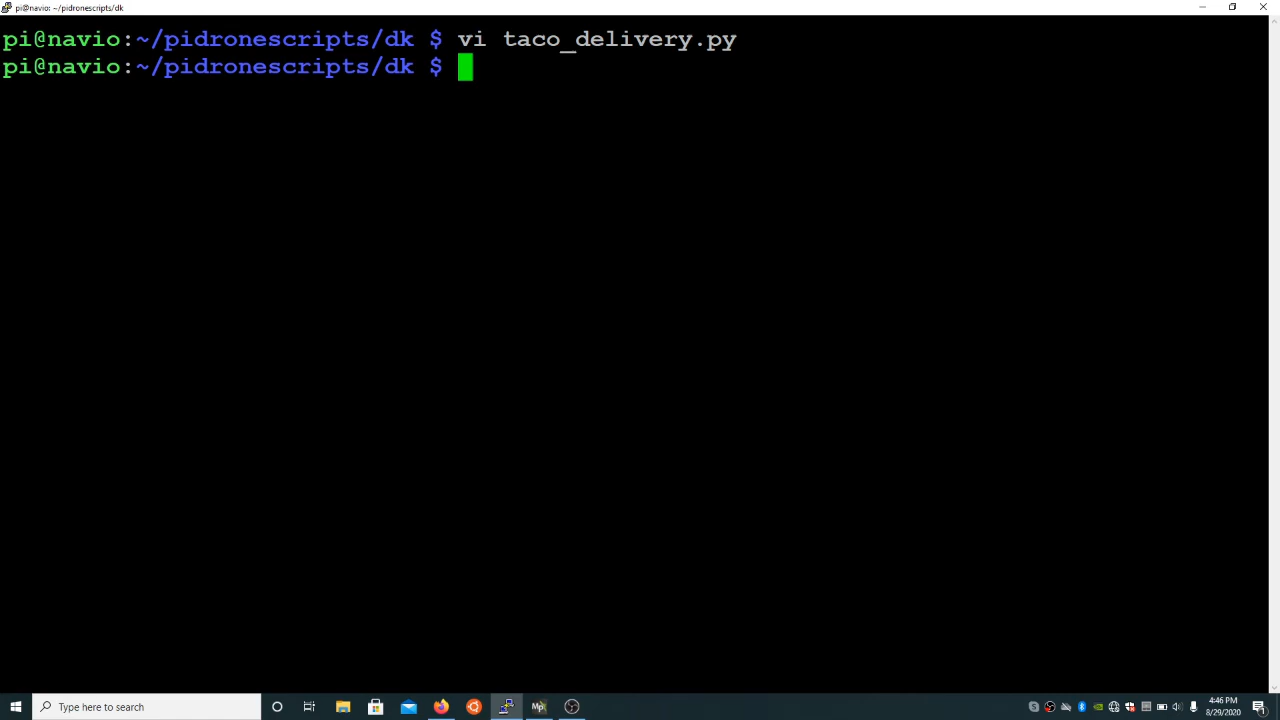 pi@navio: ~/pidronescripts/dk
pi@navio:~/pidronescripts/dk $ vi taco_delivery.py
pi@navio:~/pidronescripts/dk $
Type here to search
Mp
4:46 PM
8/29/2020